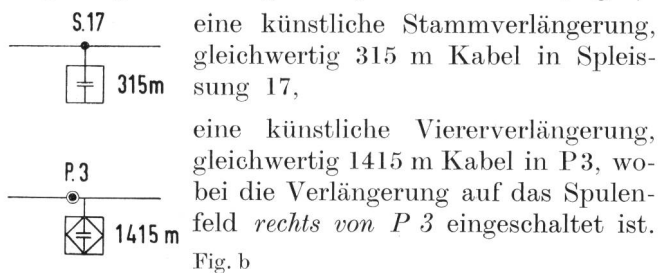 S.17
315m
eine künstliche Stammverlängerung,
gleichwertig 315 m Kabel in Spleis-
sung 17,
P.3
1415 m
eine künstliche Viererverlängerung,
gleichwertig 1415 m Kabel in P3, wo-
bei die Verlängerung auf das Spulen-
feld rechts von P 3 eingeschaltet ist.
Fig. b